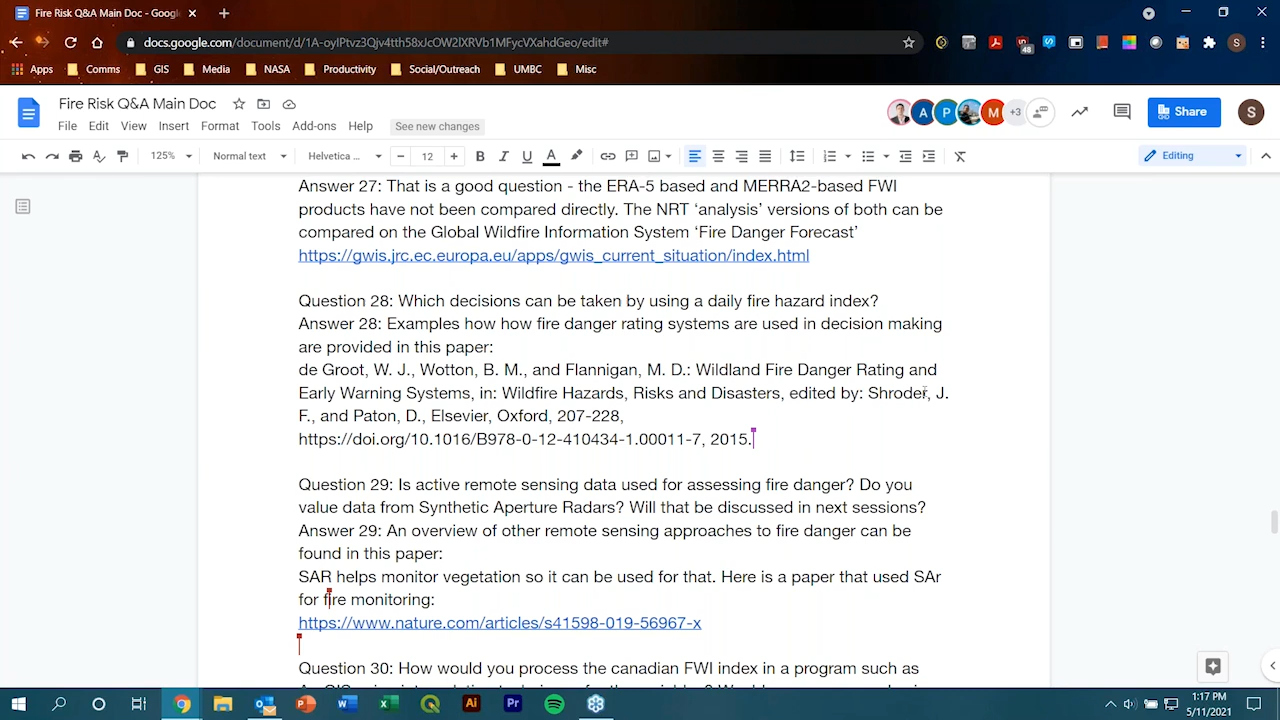 Fire Risk Q&A Main Doc - Googl
docs.google.com/document/d/1A-oylPtvz3Qjv4tth58xJcOW2lXRVb1MFycVXahdGeo/edit#
48
S
Apps Comms GIS Media NASA Productivity Social/Outreach UMBC Misc
Fire Risk Q&A Main Doc
A P M +3 Share S
File Edit View Insert Format Tools Add-ons Help See new changes
125% Normal text Helvetica ... 12 B I U A Editing
Answer 27: That is a good question - the ERA-5 based and MERRA2-based FWI
products have not been compared directly. The NRT ‘analysis’ versions of both can be
compared on the Global Wildfire Information System ‘Fire Danger Forecast’
https://gwis.jrc.ec.europa.eu/apps/gwis_current_situation/index.html
Question 28: Which decisions can be taken by using a daily fire hazard index?
Answer 28: Examples how how fire danger rating systems are used in decision making
are provided in this paper:
de Groot, W. J., Wotton, B. M., and Flannigan, M. D.: Wildland Fire Danger Rating and
Early Warning Systems, in: Wildfire Hazards, Risks and Disasters, edited by: Shroder, J.
F., and Paton, D., Elsevier, Oxford, 207-228,
https://doi.org/10.1016/B978-0-12-410434-1.00011-7, 2015.
Question 29: Is active remote sensing data used for assessing fire danger? Do you
value data from Synthetic Aperture Radars? Will that be discussed in next sessions?
Answer 29: An overview of other remote sensing approaches to fire danger can be
found in this paper:
SAR helps monitor vegetation so it can be used for that. Here is a paper that used SAr
for fire monitoring:
https://www.nature.com/articles/s41598-019-56967-x
Question 30: How would you process the canadian FWI index in a program such as
1:17 PM
5/11/2021